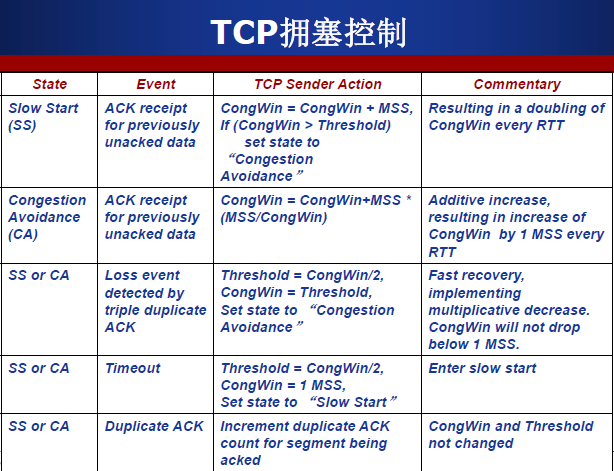 TCP拥塞控制
State Event TCP Sender Action Commentary
Slow Start
(SS)
ACK receipt
for previously
unacked data
CongWin = CongWin + MSS,
If (CongWin > Threshold)
set state to
“Congestion
Avoidance”
Resulting in a doubling of
CongWin every RTT
Congestion
Avoidance
(CA)
ACK receipt
for previously
unacked data
CongWin = CongWin+MSS *
(MSS/CongWin)
Additive increase,
resulting in increase of
CongWin by 1 MSS every
RTT
SS or CA
Loss event
detected by
triple duplicate
ACK
Threshold = CongWin/2,
CongWin = Threshold,
Set state to “Congestion
Avoidance”
Fast recovery,
implementing
multiplicative decrease.
CongWin will not drop
below 1 MSS.
SS or CA
Timeout
Threshold = CongWin/2,
CongWin = 1 MSS,
Set state to “Slow Start”
Enter slow start
SS or CA
Duplicate ACK
Increment duplicate ACK
count for segment being
acked
CongWin and Threshold
not changed